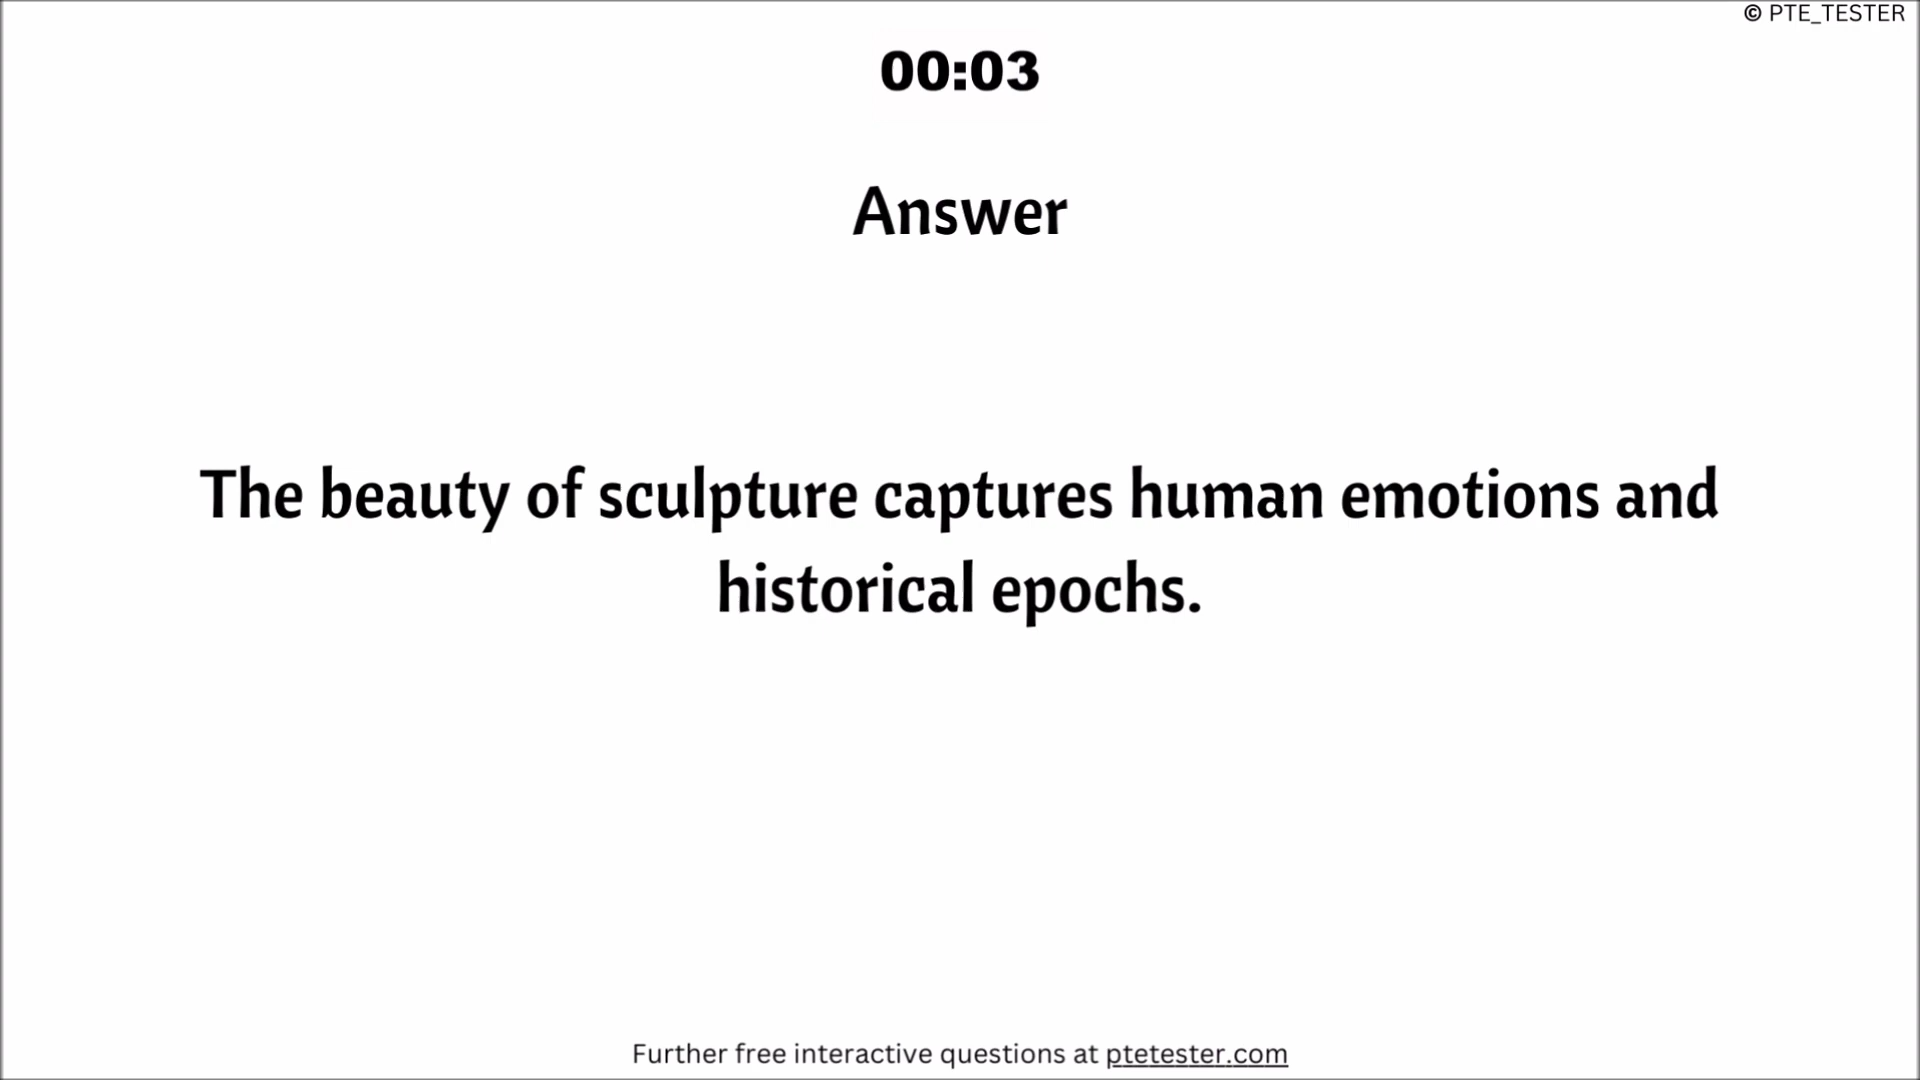 © PTE_TESTER
00:03
Answer
The beauty of sculpture captures human emotions and
historical epochs.
Further free interactive questions at ptetester.com